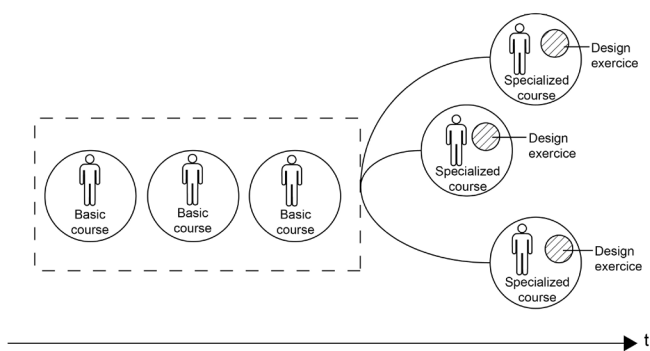 Specialized
course
Design
exercice
Specialized
course
Design
exercice
Basic
course
Basic
course
Basic
course
Specialized
course
Design
exercice
t